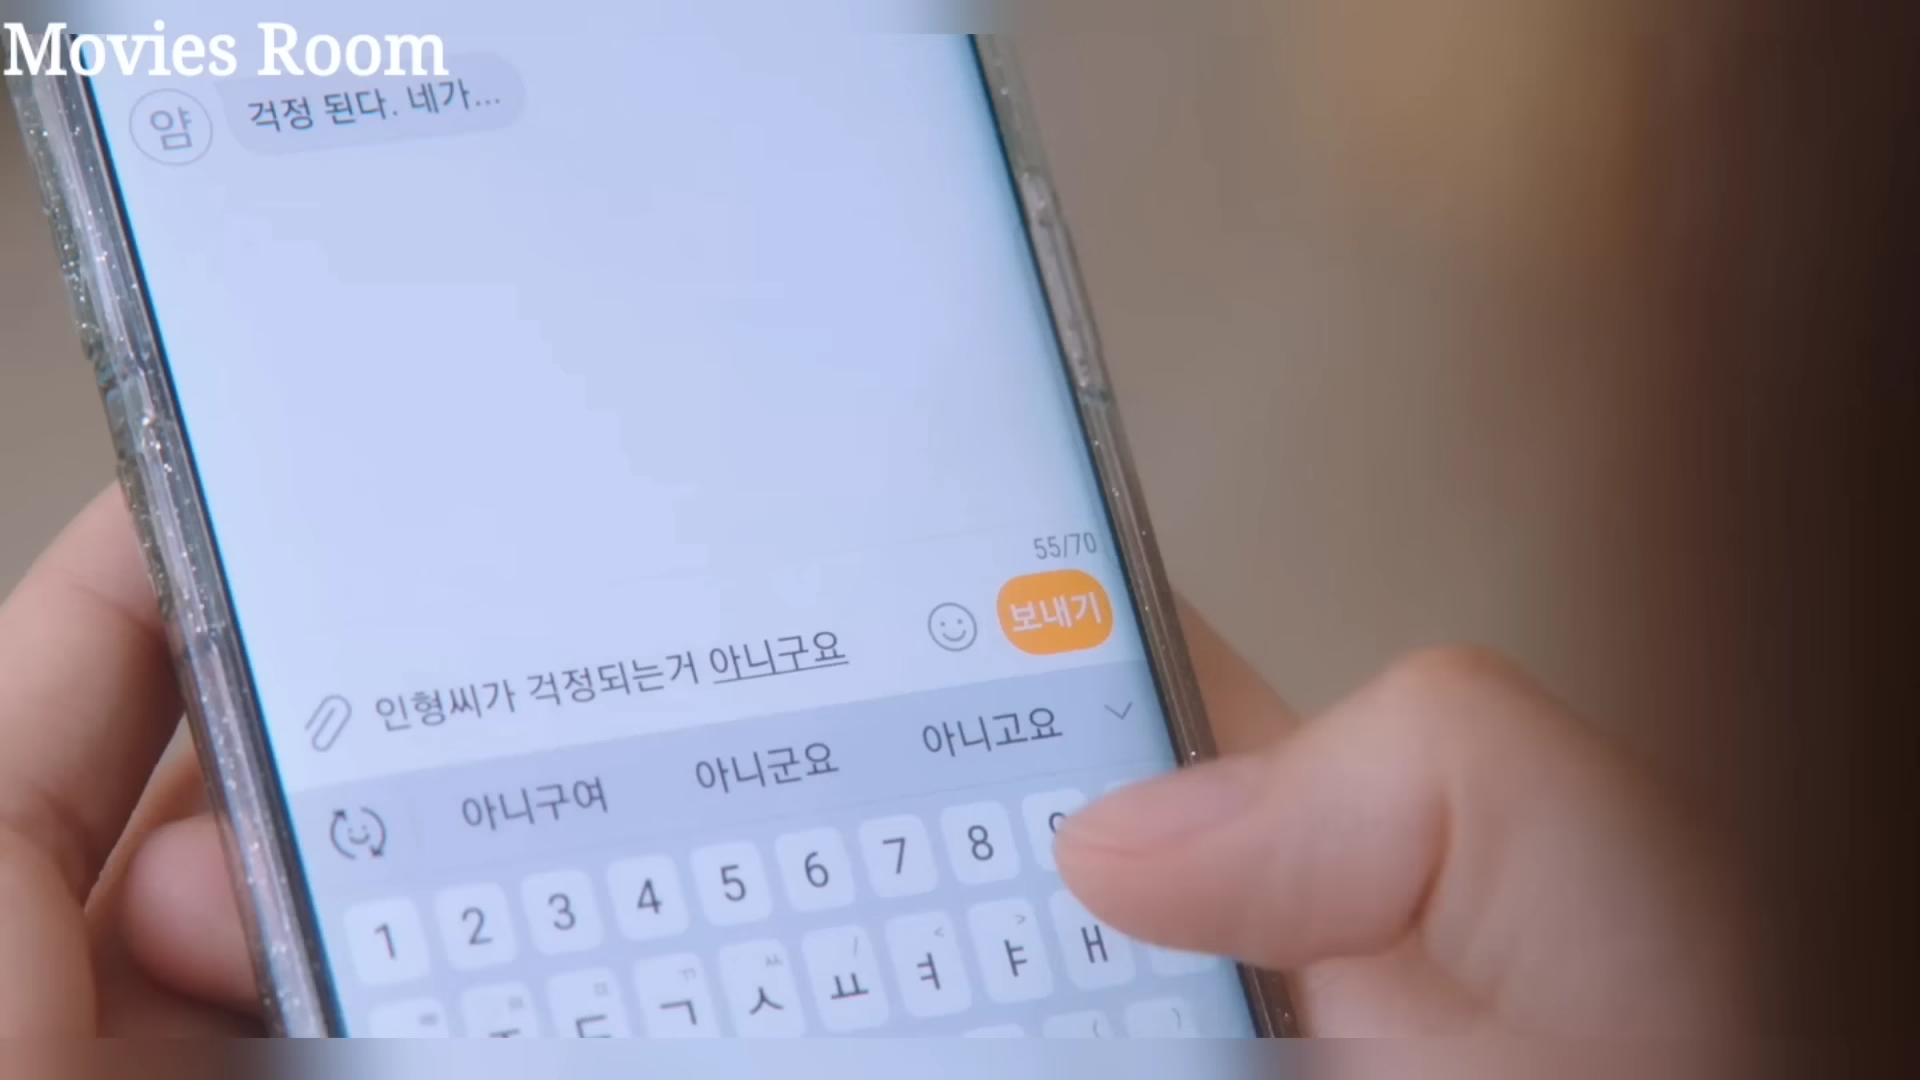 Movies Room
얌
걱정 된다. 네가...
55/70
보내기
인형씨가 걱정되는거 아니구요
아니구여 아니군요 아니고요
1 2 3 4 5 6 7 8 9
ㄷ ㄱ ㅅ ㅛ ㅕ ㅑ ㅐ